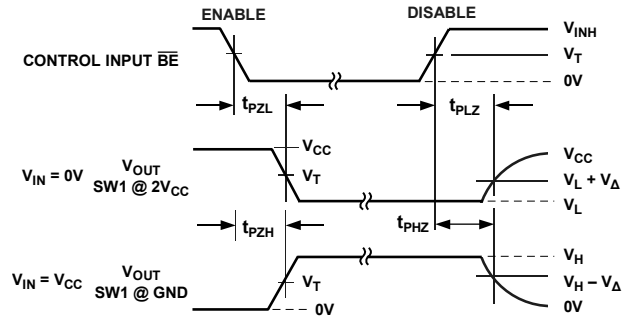 ENABLE DISABLE
VINH
CONTROL INPUT BE
VT
0V
tPZL tPLZ
VCC VCC
VIN = 0V VOUT
SW1 @ 2VCC
VT VL + VΔ
VL
tPZH tPHZ
VH
VIN = VCC VOUT
SW1 @ GND
VT VH – VΔ
0V 0V